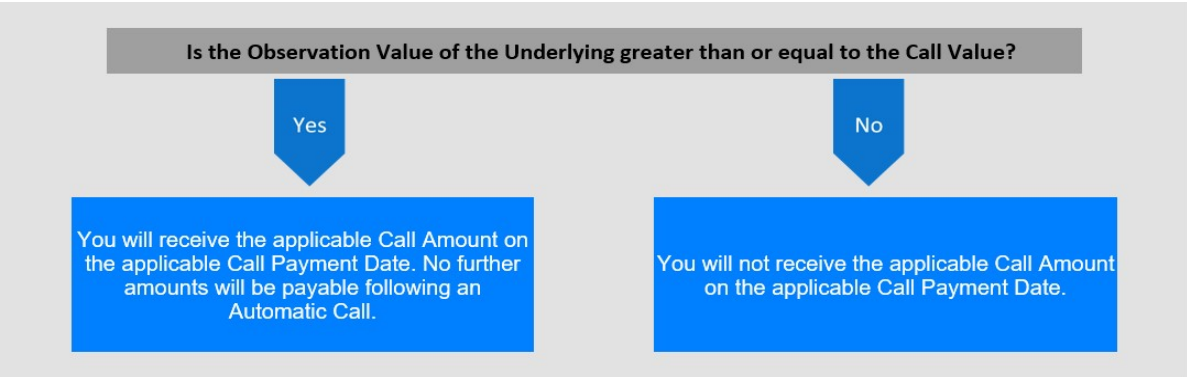 Is the Observation Value of the Underlying greater than or equal to the Call Value?
Yes
No
You will receive the applicable Call Amount on
the applicable Call Payment Date. No further
amounts will be payable following an
Automatic Call.
You will not receive the applicable Call Amount
on the applicable Call Payment Date.